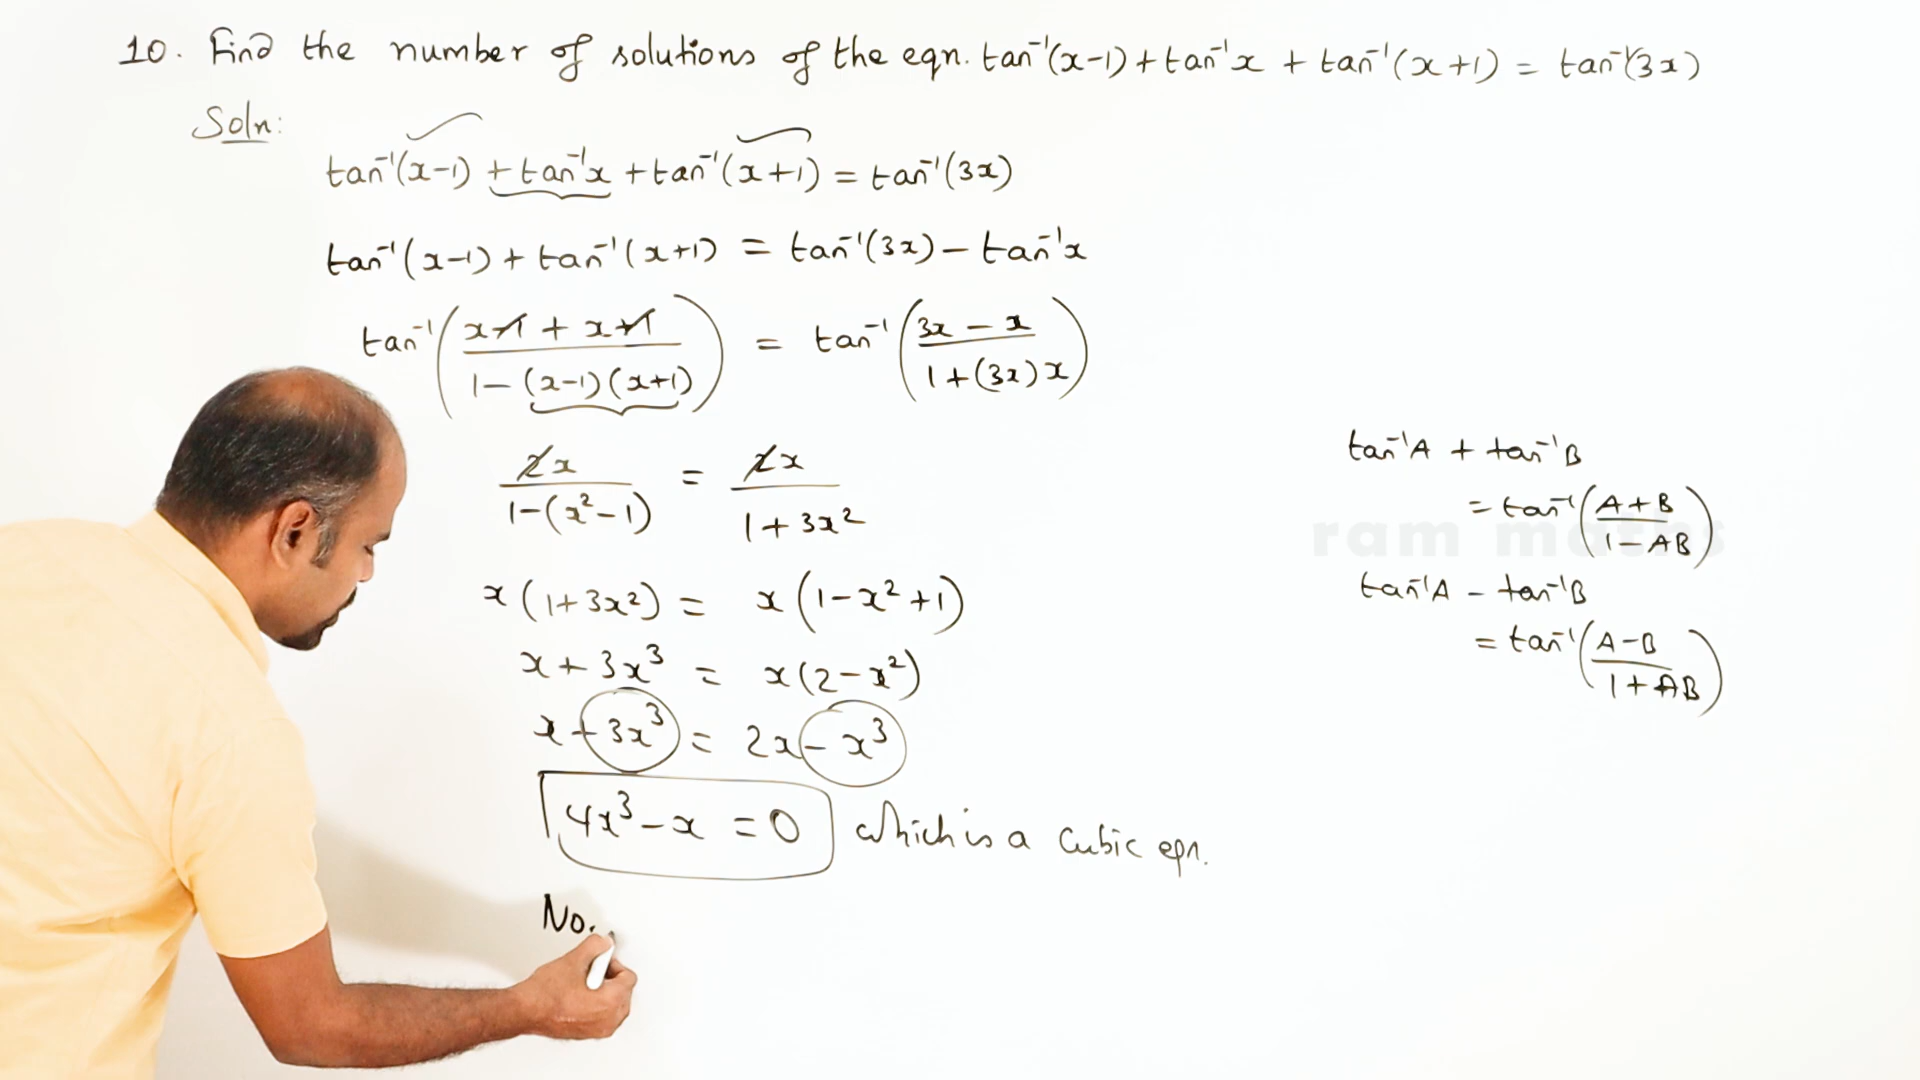 10. Find the number of solutions of the eqn. tan⁻¹(x-1) + tan⁻¹x + tan⁻¹(x+1) = tan⁻¹(3x)
Soln:
tan⁻¹(x-1) + tan⁻¹x + tan⁻¹(x+1) = tan⁻¹(3x)
tan⁻¹(x-1) + tan⁻¹(x+1) = tan⁻¹(3x) - tan⁻¹x
tan⁻¹((x-1 + x+1)/(1-(x-1)(x+1))) = tan⁻¹((3x - x)/(1+(3x)x))
2x/(1-(x²-1)) = 2x/(1+3x²)
x(1+3x²) = x(1-x²+1)
x+3x³ = x(2-x²)
x+3x³ = 2x-x³
4x³-x = 0 which is a cubic eqn.
No.
tan⁻¹A + tan⁻¹B
= tan⁻¹((A+B)/(1-AB))
tan⁻¹A - tan⁻¹B
= tan⁻¹((A-B)/(1+AB))
ram maths